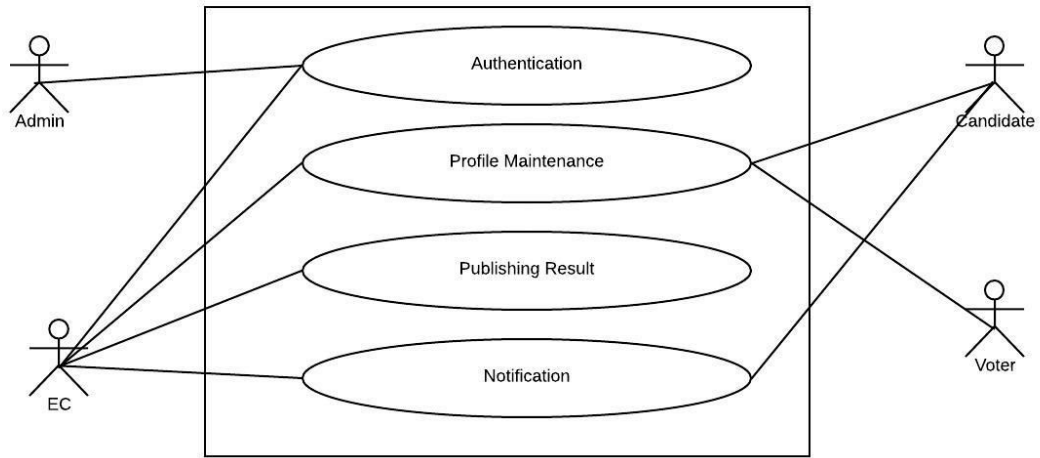 Authentication
Admin
Candidate
Profile Maintenance
Publishing Result
Voter
Notification
EC